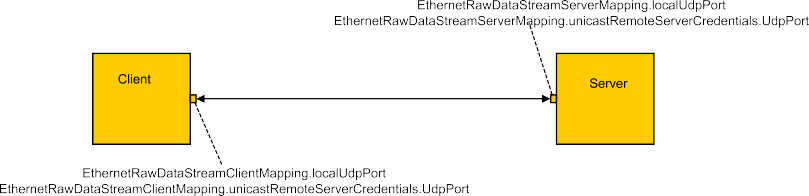 EthernetRawDataStreamServerMapping.localUdpPort
EthernetRawDataStreamServerMapping.unicastRemoteServerCredentials.UdpPort
Client
Server
EthernetRawDataStreamClientMapping.localUdpPort
EthernetRawDataStreamClientMapping.unicastRemoteServerCredentials.UdpPort